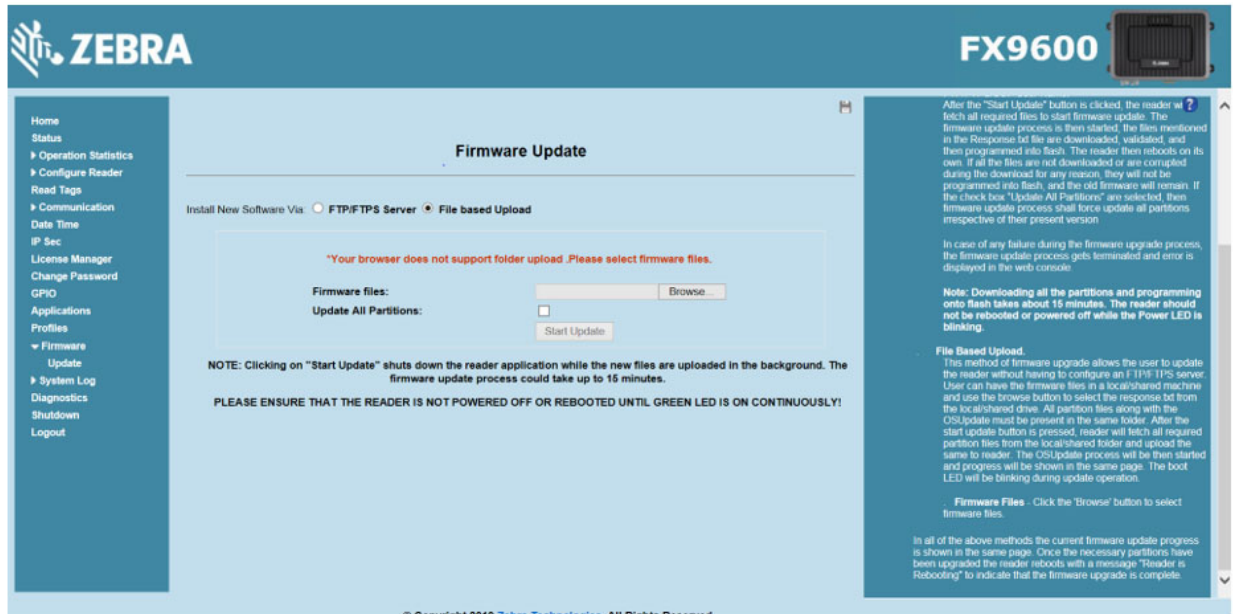 ZEBRA
FX9600
Home
Status
Operation Statistics
Configure Reader
Read Tags
Communication
Date Time
IP Sec
License Manager
Change Password
GPIO
Applications
Profiles
Firmware
Update
System Log
Diagnostics
Shutdown
Logout
Firmware Update
Install New Software Via: FTP/FTPS Server File based Upload
*Your browser does not support folder upload .Please select firmware files.
Firmware files: Browse...
Update All Partitions:
Start Update
NOTE: Clicking on "Start Update" shuts down the reader application while the new files are uploaded in the background. The
firmware update process could take up to 15 minutes.
PLEASE ENSURE THAT THE READER IS NOT POWERED OFF OR REBOOTED UNTIL GREEN LED IS ON CONTINUOUSLY!
?
After the "Start Update" button is clicked, the reader
fetch all required files to start firmware update. The
firmware update process is then started, the files mentioned
in the Response.txt file are downloaded, validated, and
then programmed into flash. The reader then reboots on its
own. If all the files are not downloaded or are corrupted
during the download for any reason, they will not be
programmed into flash, and the old firmware will remain. If
the check box "Update All Partitions" are selected, then
firmware update process shall force update all partitions
irrespective of their present version
In case of any failure during the firmware upgrade process,
the firmware update process gets terminated and error is
displayed in the web console.
Note: Downloading all the partitions and programming
onto flash takes about 15 minutes. The reader should
not be rebooted or powered off while the Power LED is
blinking.
File Based Upload.
This method of firmware upgrade allows the user to update
the reader without having to configure an FTP/FTPS server.
User can have the firmware files in a local/shared machine
and use the browse button to select the response.txt from
the local/shared drive. All partition files along with the
OSUpdate must be present in the same folder. After the
start update button is pressed, reader will fetch all required
partition files from the local/shared folder and upload the
same to reader. The OSUpdate process will be then started
and progress will be shown in the same page. The boot
LED will be blinking during update operation.
Firmware Files - Click the 'Browse' button to select
firmware files.
In all of the above methods the current firmware update progress
is shown in the same page. Once the necessary partitions have
been upgraded the reader reboots with a message "Reader is
Rebooting" to indicate that the firmware upgrade is complete.
Zebra Technologies. All Rights Reserved